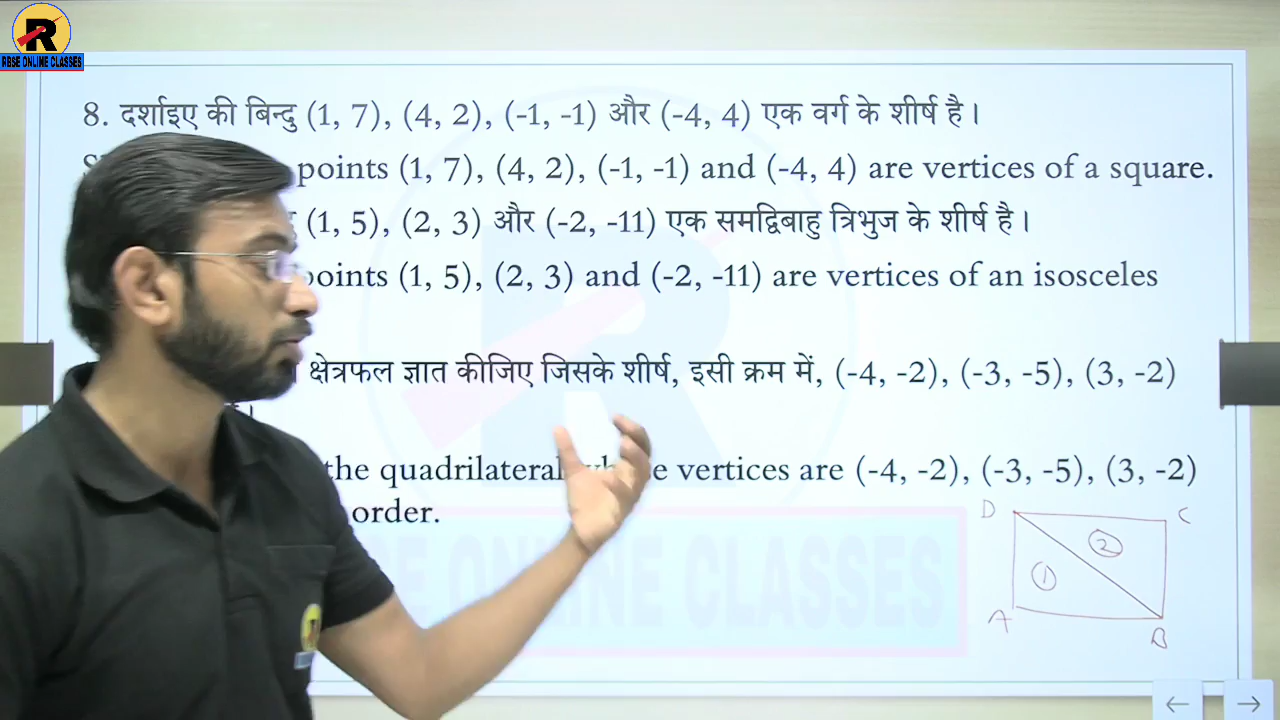 R
RBSE ONLINE CLASSES
8. दर्शाइए की बिन्दु (1, 7), (4, 2), (-1, -1) और (-4, 4) एक वर्ग के शीर्ष है।
points (1, 7), (4, 2), (-1, -1) and (-4, 4) are vertices of a square.
(1, 5), (2, 3) और (-2, -11) एक समद्विबाहु त्रिभुज के शीर्ष है।
points (1, 5), (2, 3) and (-2, -11) are vertices of an isosceles
क्षेत्रफल ज्ञात कीजिए जिसके शीर्ष, इसी क्रम में, (-4, -2), (-3, -5), (3, -2)
the quadrilateral vertices are (-4, -2), (-3, -5), (3, -2)
order.
D C
2
1
A B
RBSE ONLINE CLASSES